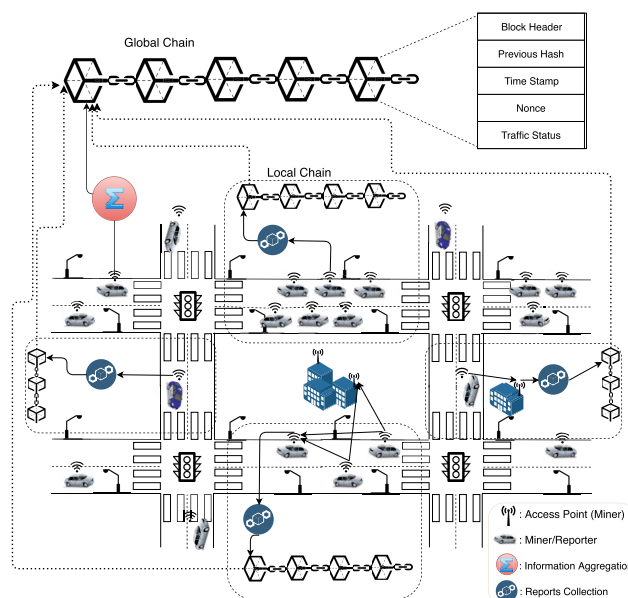 Global Chain
Block Header
Previous Hash
Time Stamp
Nonce
Traffic Status
Local Chain
Σ
: Access Point (Miner)
: Miner/Reporter
Σ : Information Aggregation
: Reports Collection